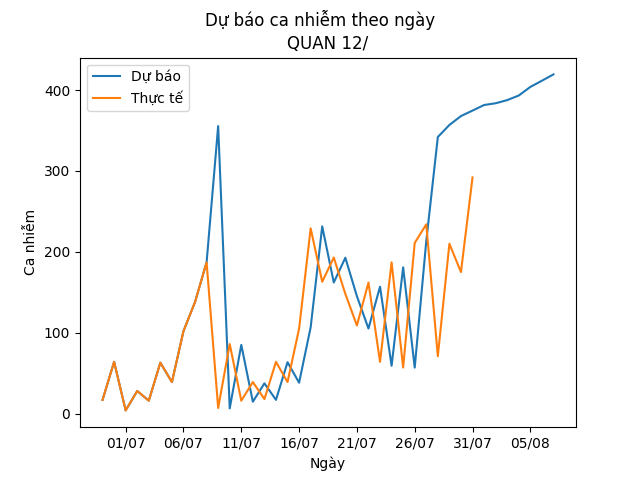 Dự báo ca nhiễm theo ngày
QUAN 12/
Dự báo
Thực tế
Ca nhiễm
400
300
200
100
0
01/07 06/07 11/07 16/07 21/07 26/07 31/07 05/08
Ngày